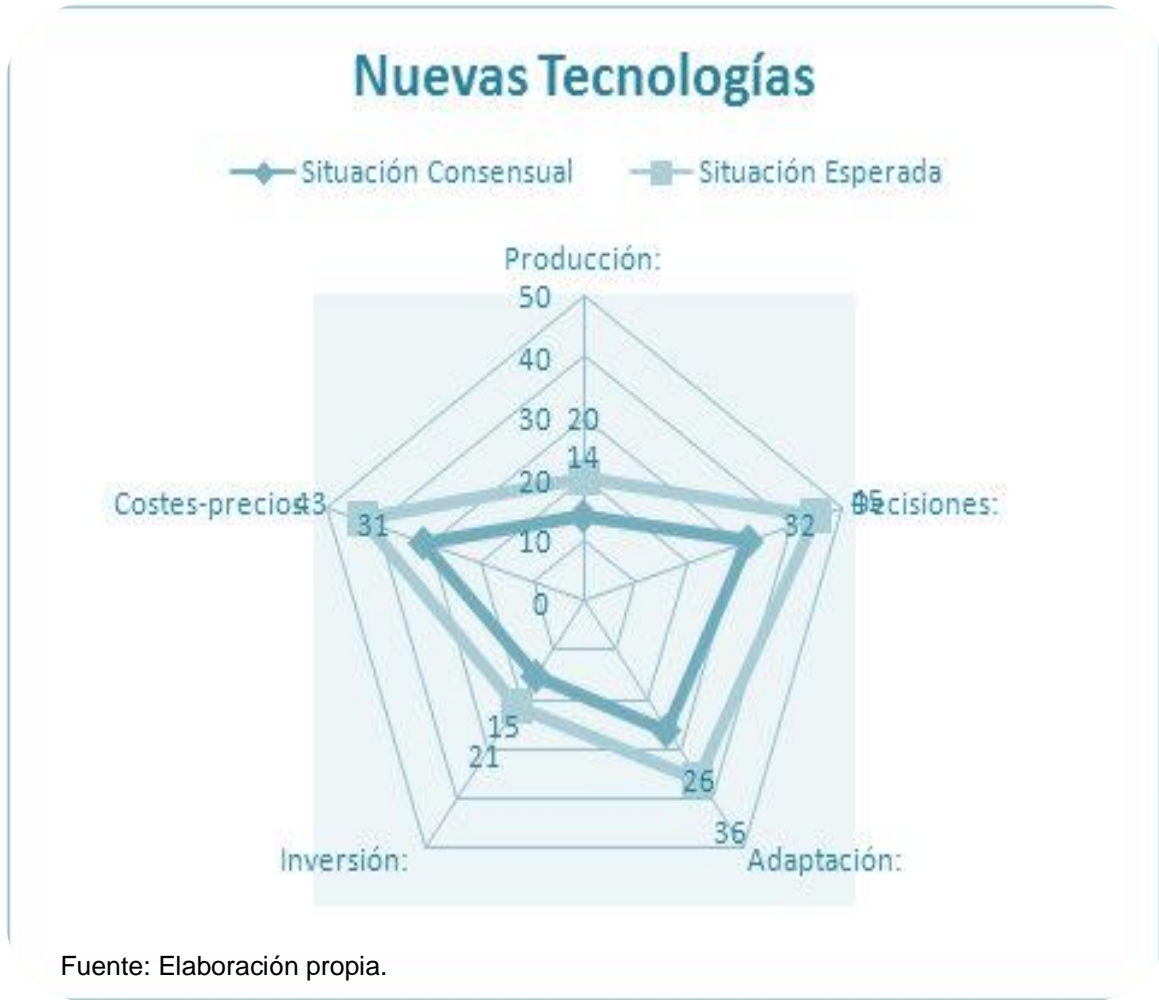 Nuevas Tecnologías
Situación Consensual Situación Esperada
Producción:
50
40
30 20
14
20
10
0
Costes-precios: 43
31
45 Decisiones:
32
15
21
26
36
Inversión:
Adaptación:
Fuente: Elaboración propia.